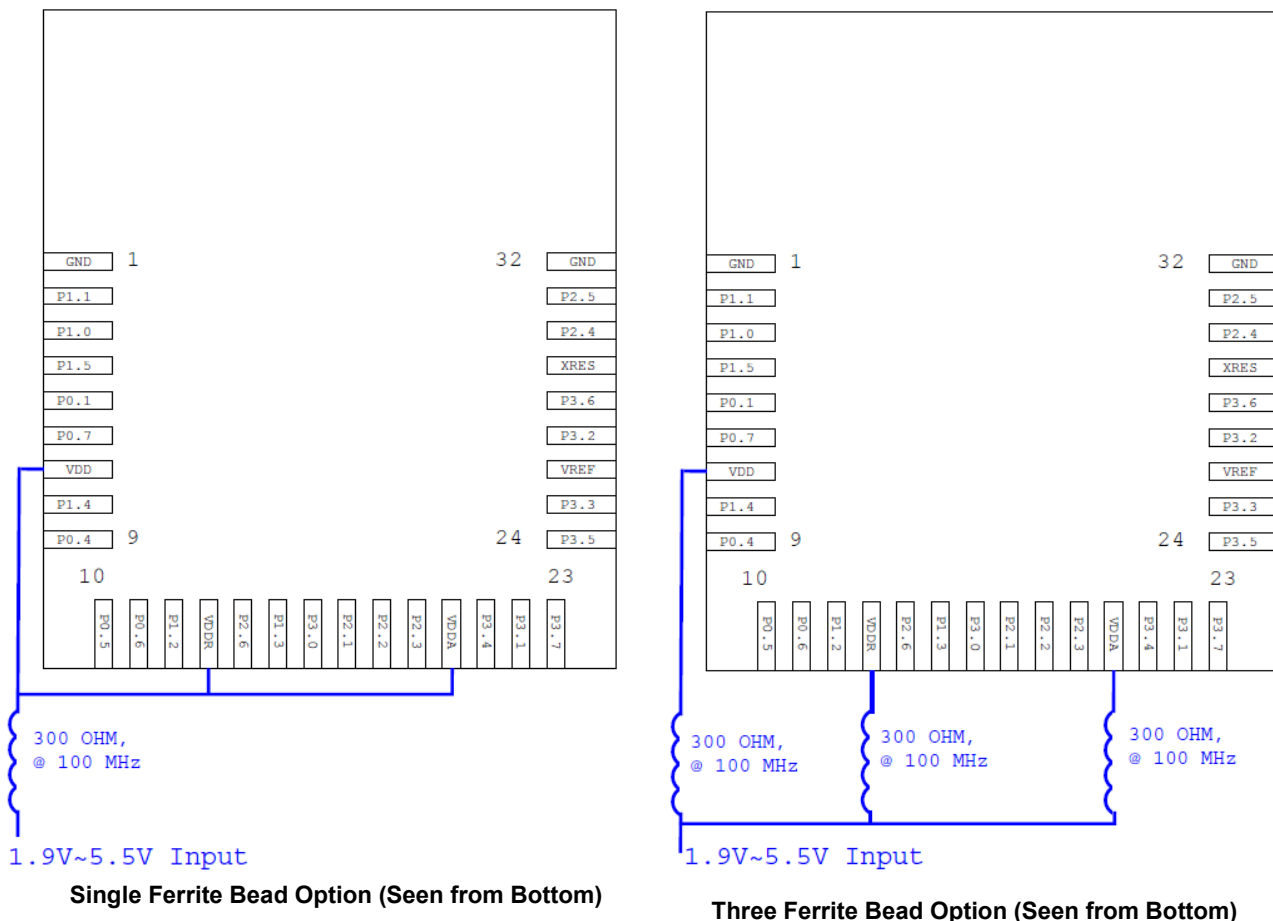 GND 1
P1.1
P1.0
P1.5
P0.1
P0.7
VDD
P1.4
P0.4 9
32 GND
P2.5
P2.4
XRES
P3.6
P3.2
VREF
P3.3
24 P3.5
10
23
P0.5
P0.6
P1.2
VDDR
P2.6
P1.3
P3.0
P2.1
P2.2
P2.3
VDDA
P3.4
P3.1
P3.7
300 OHM,
@ 100 MHz
1.9V~5.5V Input
Single Ferrite Bead Option (Seen from Bottom)
GND 1
P1.1
P1.0
P1.5
P0.1
P0.7
VDD
P1.4
P0.4 9
32 GND
P2.5
P2.4
XRES
P3.6
P3.2
VREF
P3.3
24 P3.5
10
23
P0.5
P0.6
P1.2
VDDR
P2.6
P1.3
P3.0
P2.1
P2.2
P2.3
VDDA
P3.4
P3.1
P3.7
300 OHM,
@ 100 MHz
300 OHM,
@ 100 MHz
300 OHM,
@ 100 MHz
1.9V~5.5V Input
Three Ferrite Bead Option (Seen from Bottom)